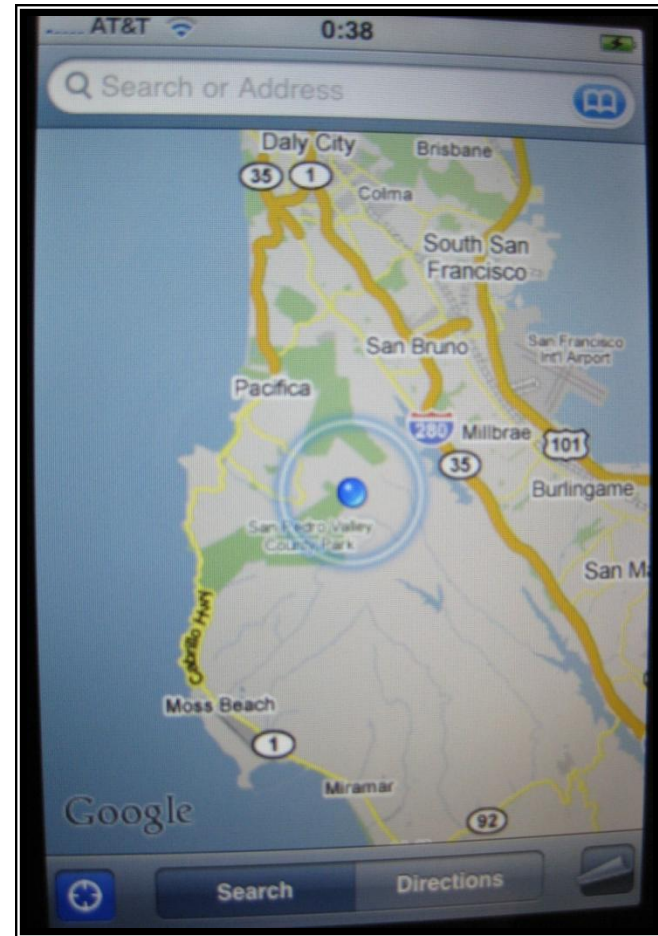 AT&T
0:38
Search or Address
Daly City
Brisbane
35
1
Colma
South San
Francisco
San Francisco
Int'l Airport
San Bruno
Pacifica
280
Millbrae
101
35
Burlingame
San Pedro Valley
County Park
San Ma
Cabrillo Hwy
Moss Beach
1
Miramar
Google
92
Search
Directions